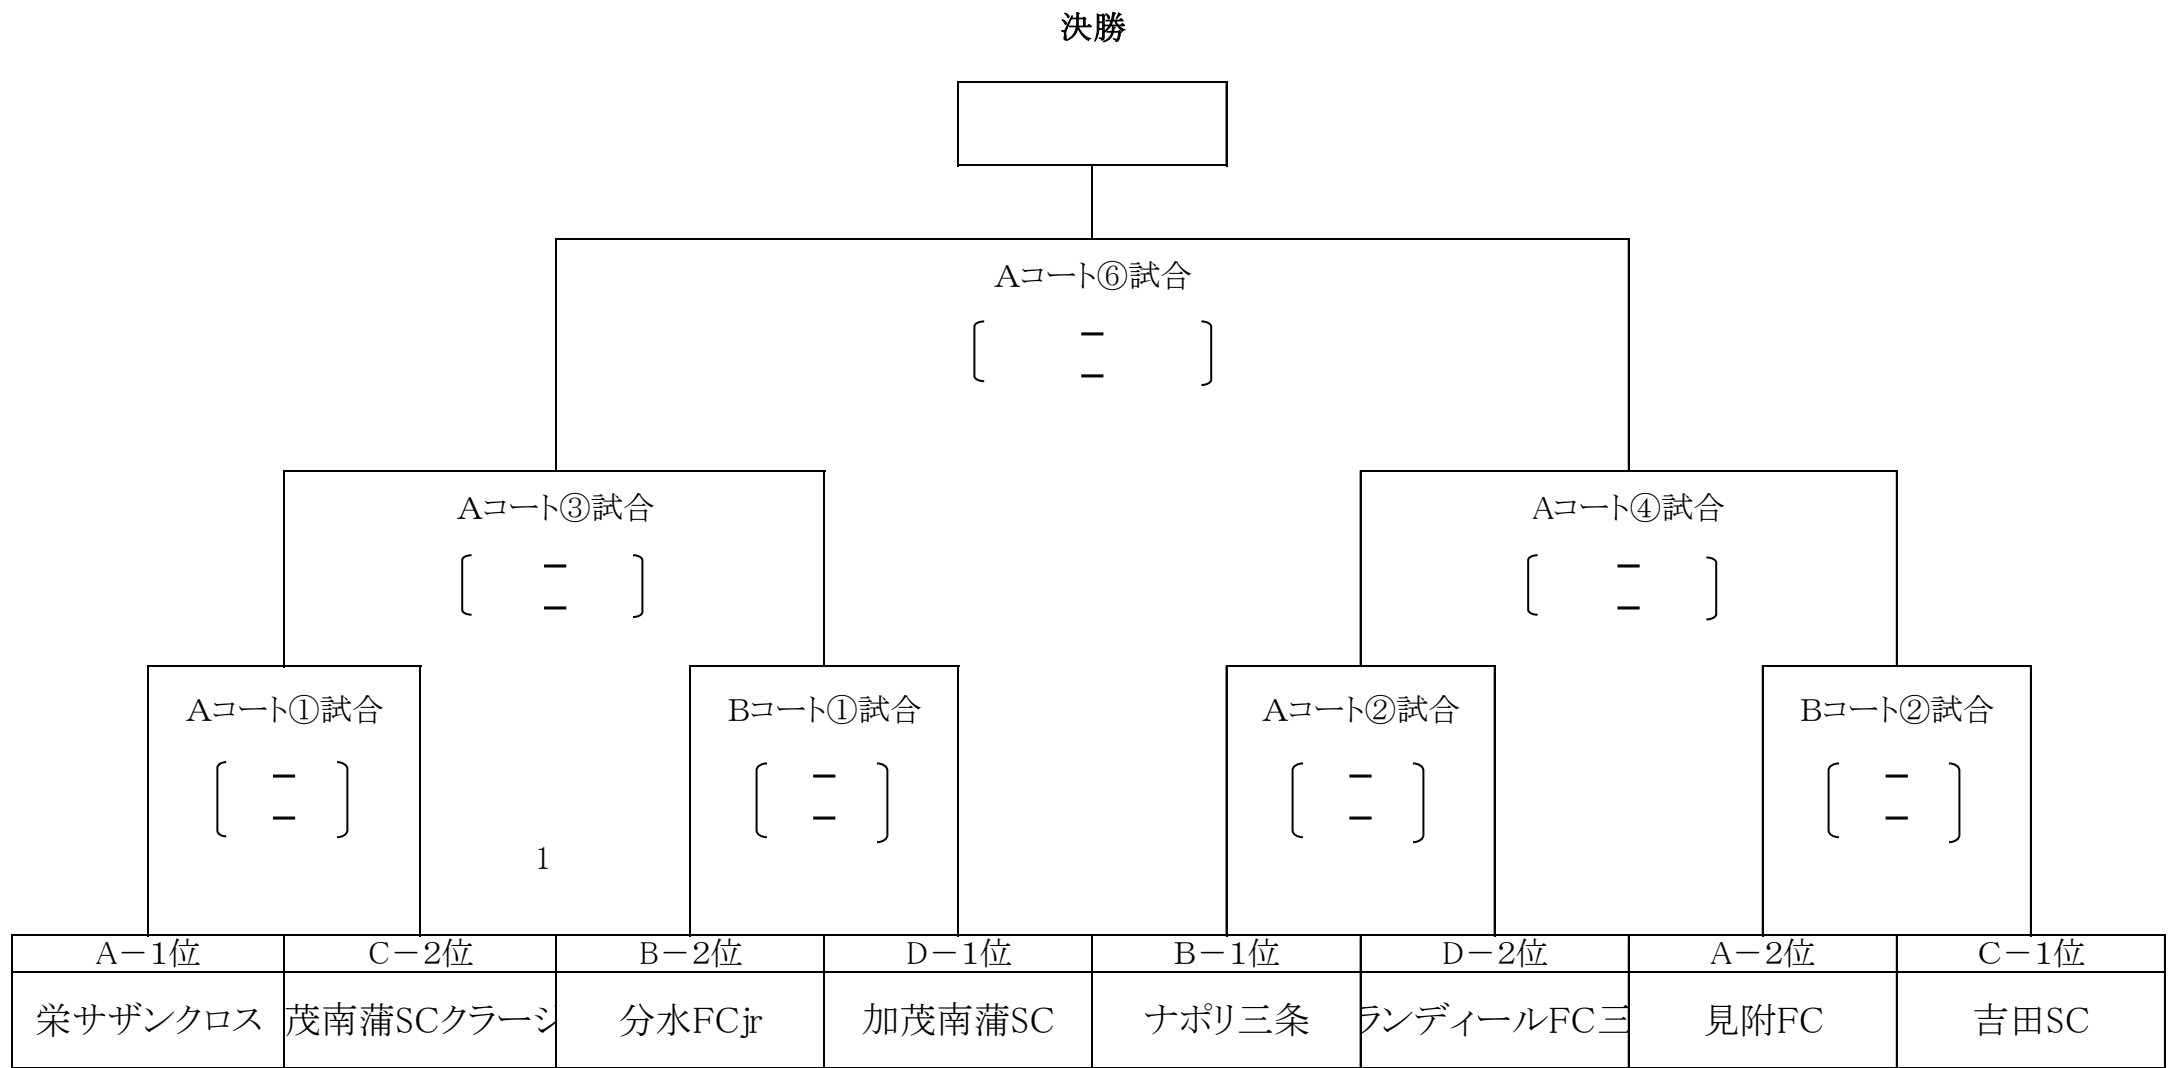 決勝
Aコート⑥試合
－
－
Aコート③試合
Aコート④試合
－
－
－
－
Aコート①試合
Bコート①試合
Aコート②試合
Bコート②試合
－
－
－
－
－
－
－
－
1
A－1位
C－2位
B－2位
D－1位
B－1位
D－2位
A－2位
C－1位
栄サザンクロス
茂南蒲SCクラージ
分水FCjr
加茂南蒲SC
ナポリ三条
ランディールFC三
見附FC
吉田SC